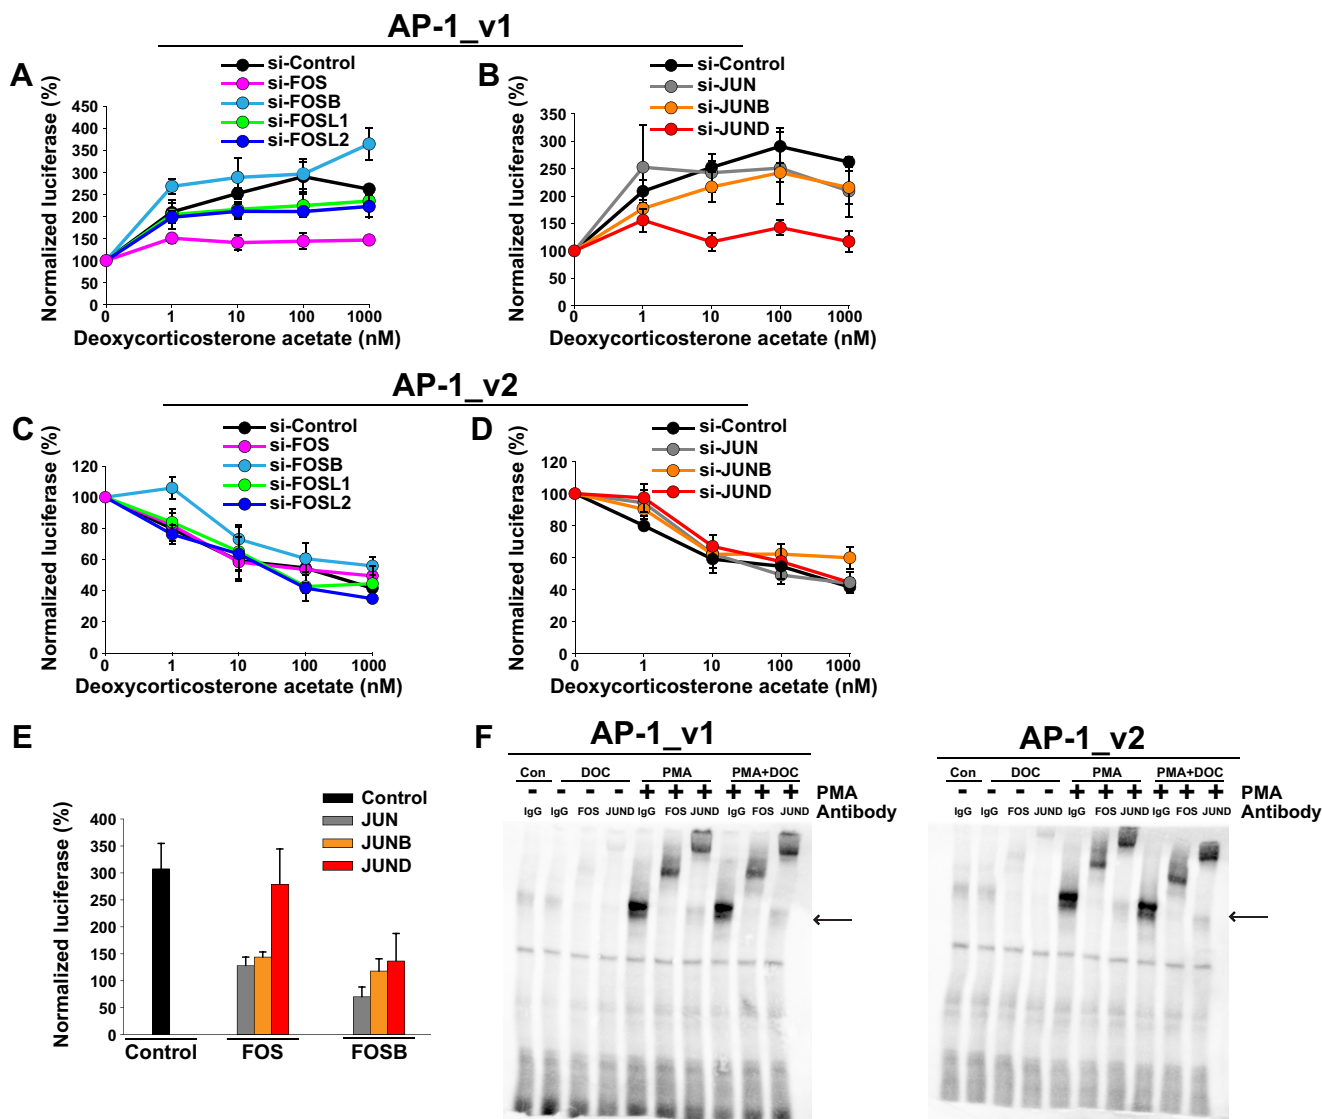 AP-1_v1
A
si-Control
si-FOS
si-FOSB
si-FOSL1
si-FOSL2
Normalized luciferase (%)
450
400
350
300
250
200
150
100
50
0
0 1 10 100 1000
Deoxycorticosterone acetate (nM)
B
si-Control
si-JUN
si-JUNB
si-JUND
Normalized luciferase (%)
350
300
250
200
150
100
50
0
0 1 10 100 1000
Deoxycorticosterone acetate (nM)
AP-1_v2
C
si-Control
si-FOS
si-FOSB
si-FOSL1
si-FOSL2
Normalized luciferase (%)
120
100
80
60
40
20
0
0 1 10 100 1000
Deoxycorticosterone acetate (nM)
D
si-Control
si-JUN
si-JUNB
si-JUND
Normalized luciferase (%)
120
100
80
60
40
20
0
0 1 10 100 1000
Deoxycorticosterone acetate (nM)
E
Control
JUN
JUNB
JUND
Normalized luciferase (%)
400
350
300
250
200
150
100
50
0
Control FOS FOSB
F
AP-1_v1
Con DOC PMA PMA+DOC
- - - - + + + + + + PMA
IgG IgG FOS JUND IgG FOS JUND IgG FOS JUND Antibody
AP-1_v2
Con DOC PMA PMA+DOC
- - - - + + + + + + PMA
IgG IgG FOS JUND IgG FOS JUND IgG FOS JUND Antibody